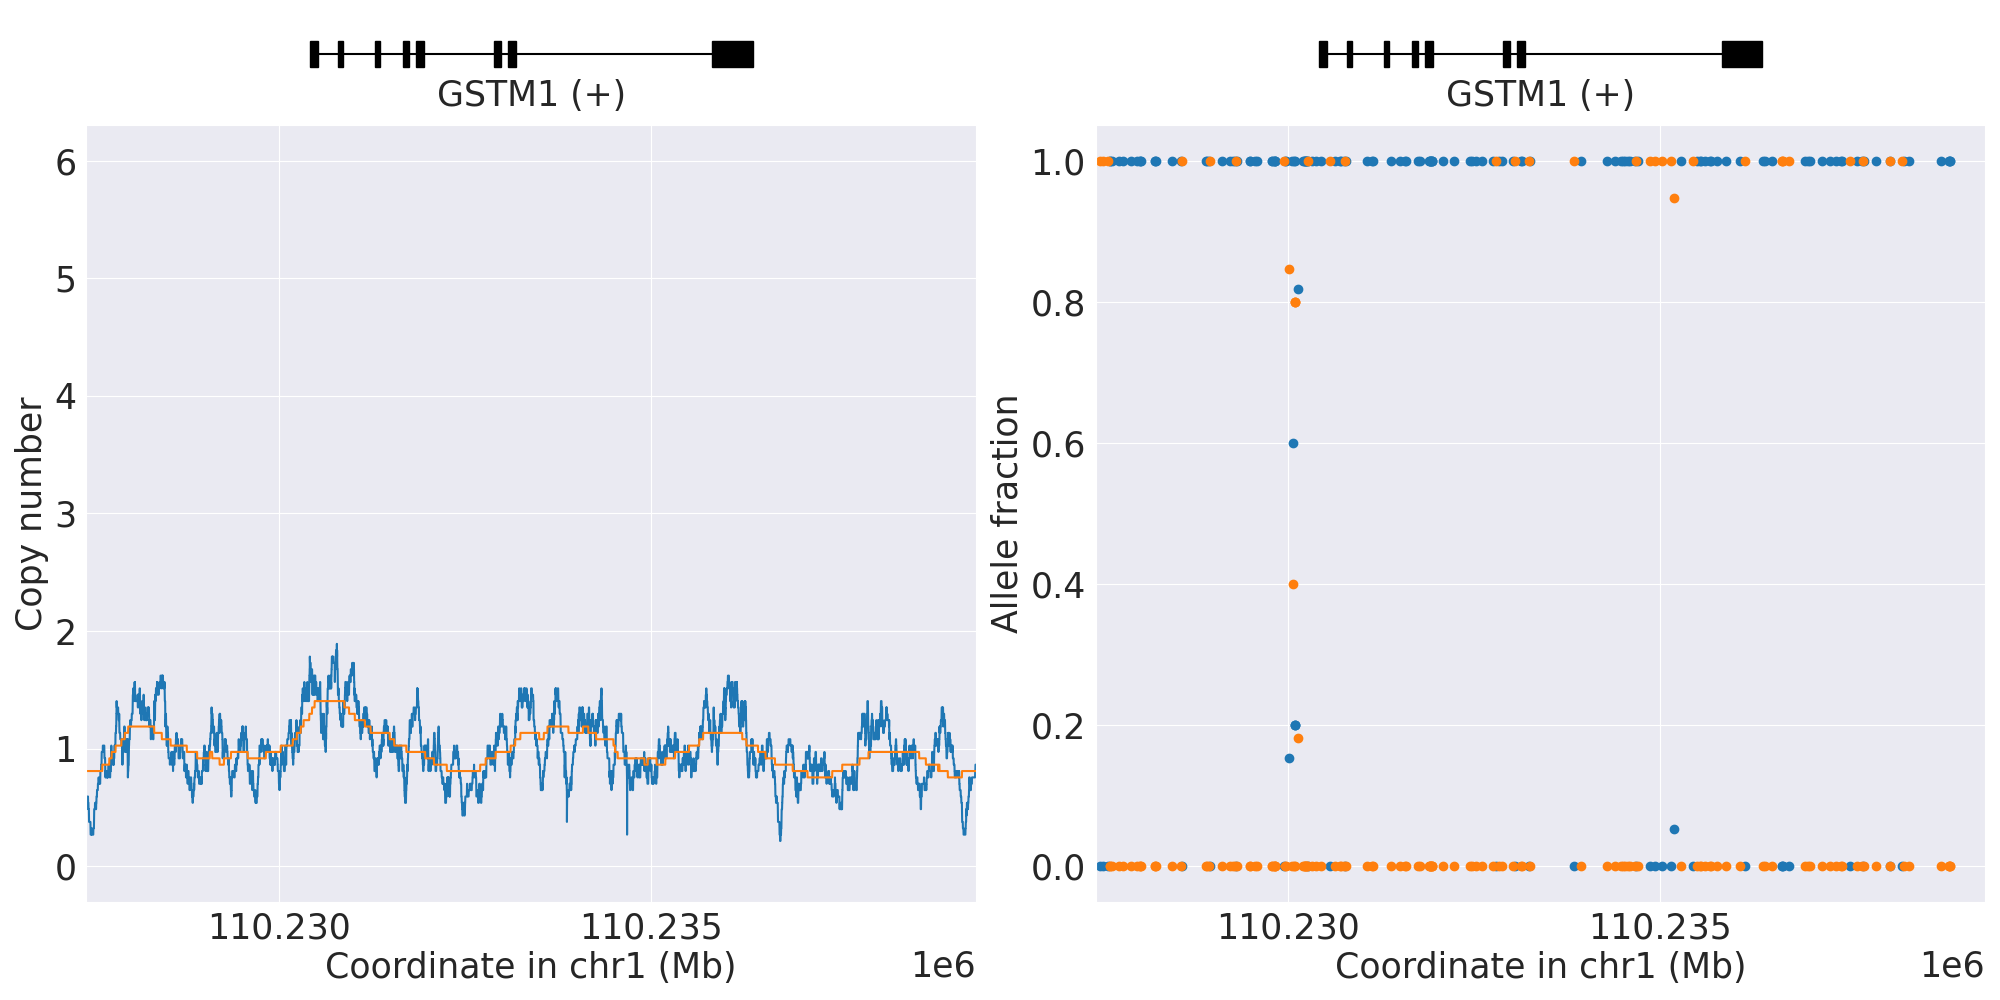 GSTM1 (+)
6
5
4
3
2
1
0
Copy number
110.230
110.235
Coordinate in chr1 (Mb)
1e6
GSTM1 (+)
1.0
0.8
0.6
0.4
0.2
0.0
Allele fraction
110.230
110.235
Coordinate in chr1 (Mb)
1e6